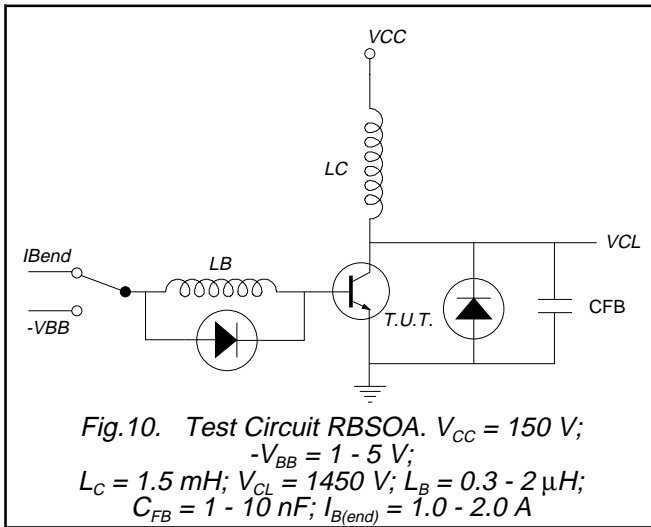 VCC
LC
IBend
LB
VCL
-VBB
T.U.T.
CFB
Fig.10. Test Circuit RBSOA. VCC = 150 V;
-VBB = 1 - 5 V;
LC = 1.5 mH; VCL = 1450 V; LB = 0.3 - 2 μH;
CFB = 1 - 10 nF; IB(end) = 1.0 - 2.0 A